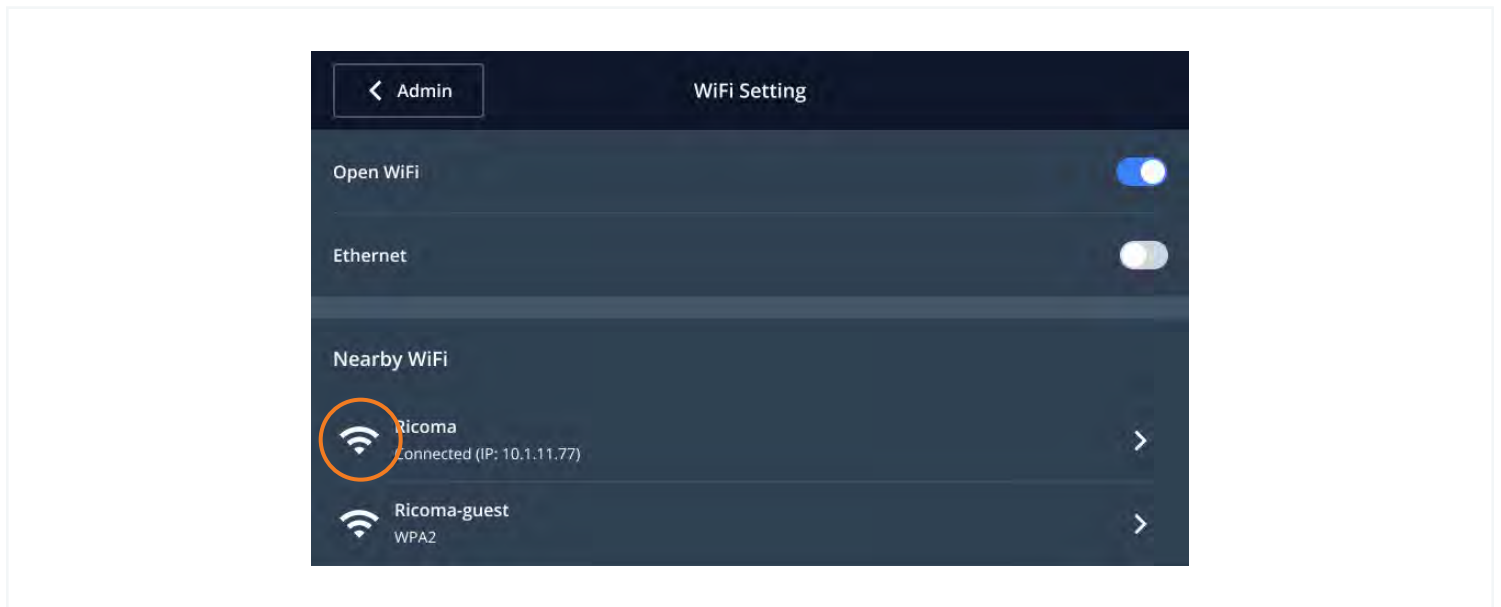 Admin
WiFi Setting
Open WiFi
Ethernet
Nearby WiFi
Ricoma
Connected (IP: 10.1.11.77)
Ricoma-guest
WPA2